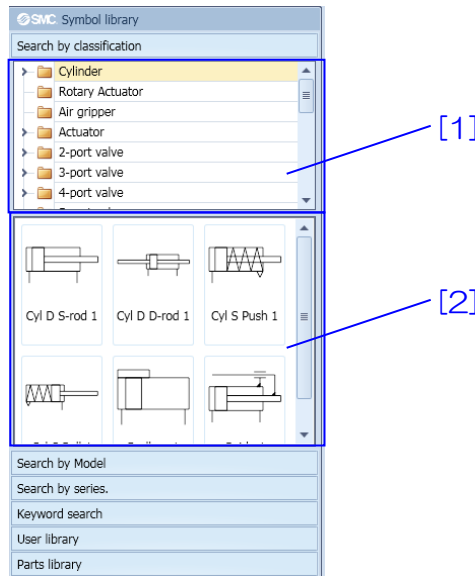 SMC Symbol library
Search by classification
Cylinder
Rotary Actuator
Air gripper
Actuator
2-port valve
3-port valve
4-port valve
[1]
Cyl D S-rod 1 Cyl D D-rod 1 Cyl S Push 1
[2]
Search by Model
Search by series.
Keyword search
User library
Parts library